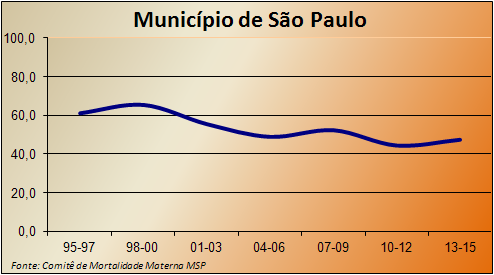 Município de São Paulo
100,0
80,0
60,0
40,0
20,0
0,0
95-97 98-00 01-03 04-06 07-09 10-12 13-15
Fonte: Comitê de Mortalidade Materna MSP